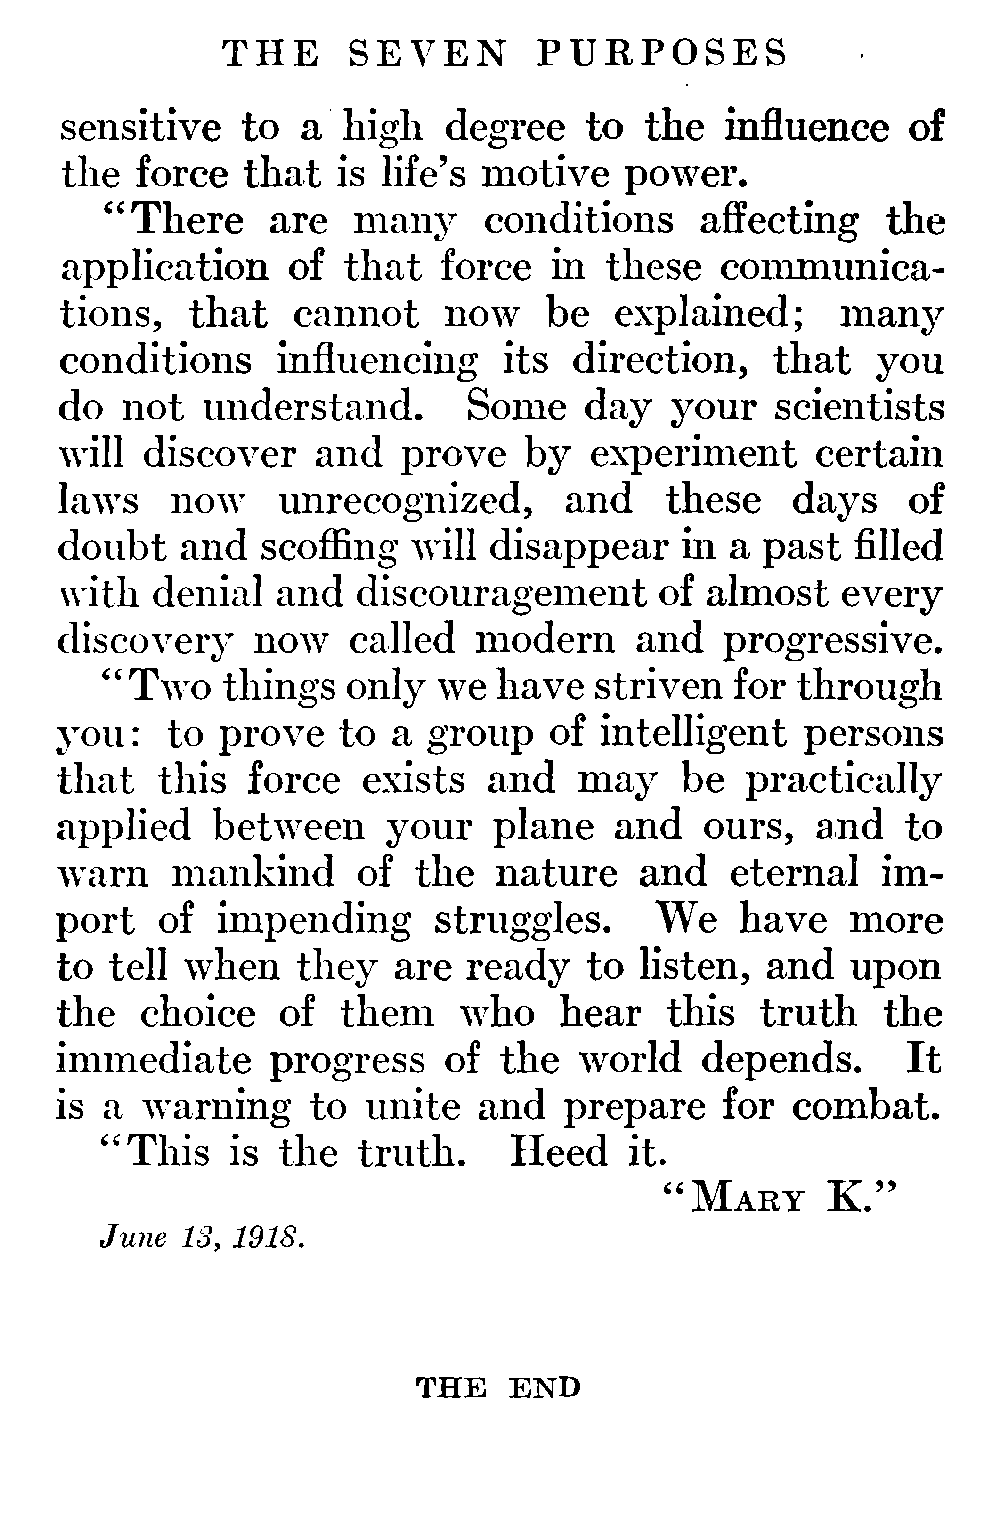 THE SEVEN PURPOSES
sensitive to a high degree to the influence of
the force that is life's motive power.
“There are many conditions affecting the
application of that force in these communica-
tions, that cannot now be explained; many
conditions influencing its direction, that you
do not understand. Some day your scientists
will discover and prove by experiment certain
laws now unrecognized, and these days of
doubt and scoffing will disappear in a past filled
with denial and discouragement of almost every
discovery now called modern and progressive.
“Two things only we have striven for through
you: to prove to a group of intelligent persons
that this force exists and may be practically
applied between your plane and ours, and to
warn mankind of the nature and eternal im-
port of impending struggles. We have more
to tell when they are ready to listen, and upon
the choice of them who hear this truth the
immediate progress of the world depends. It
is a warning to unite and prepare for combat.
“This is the truth. Heed it.
“MARY K.”
June 13, 1918.
THE END